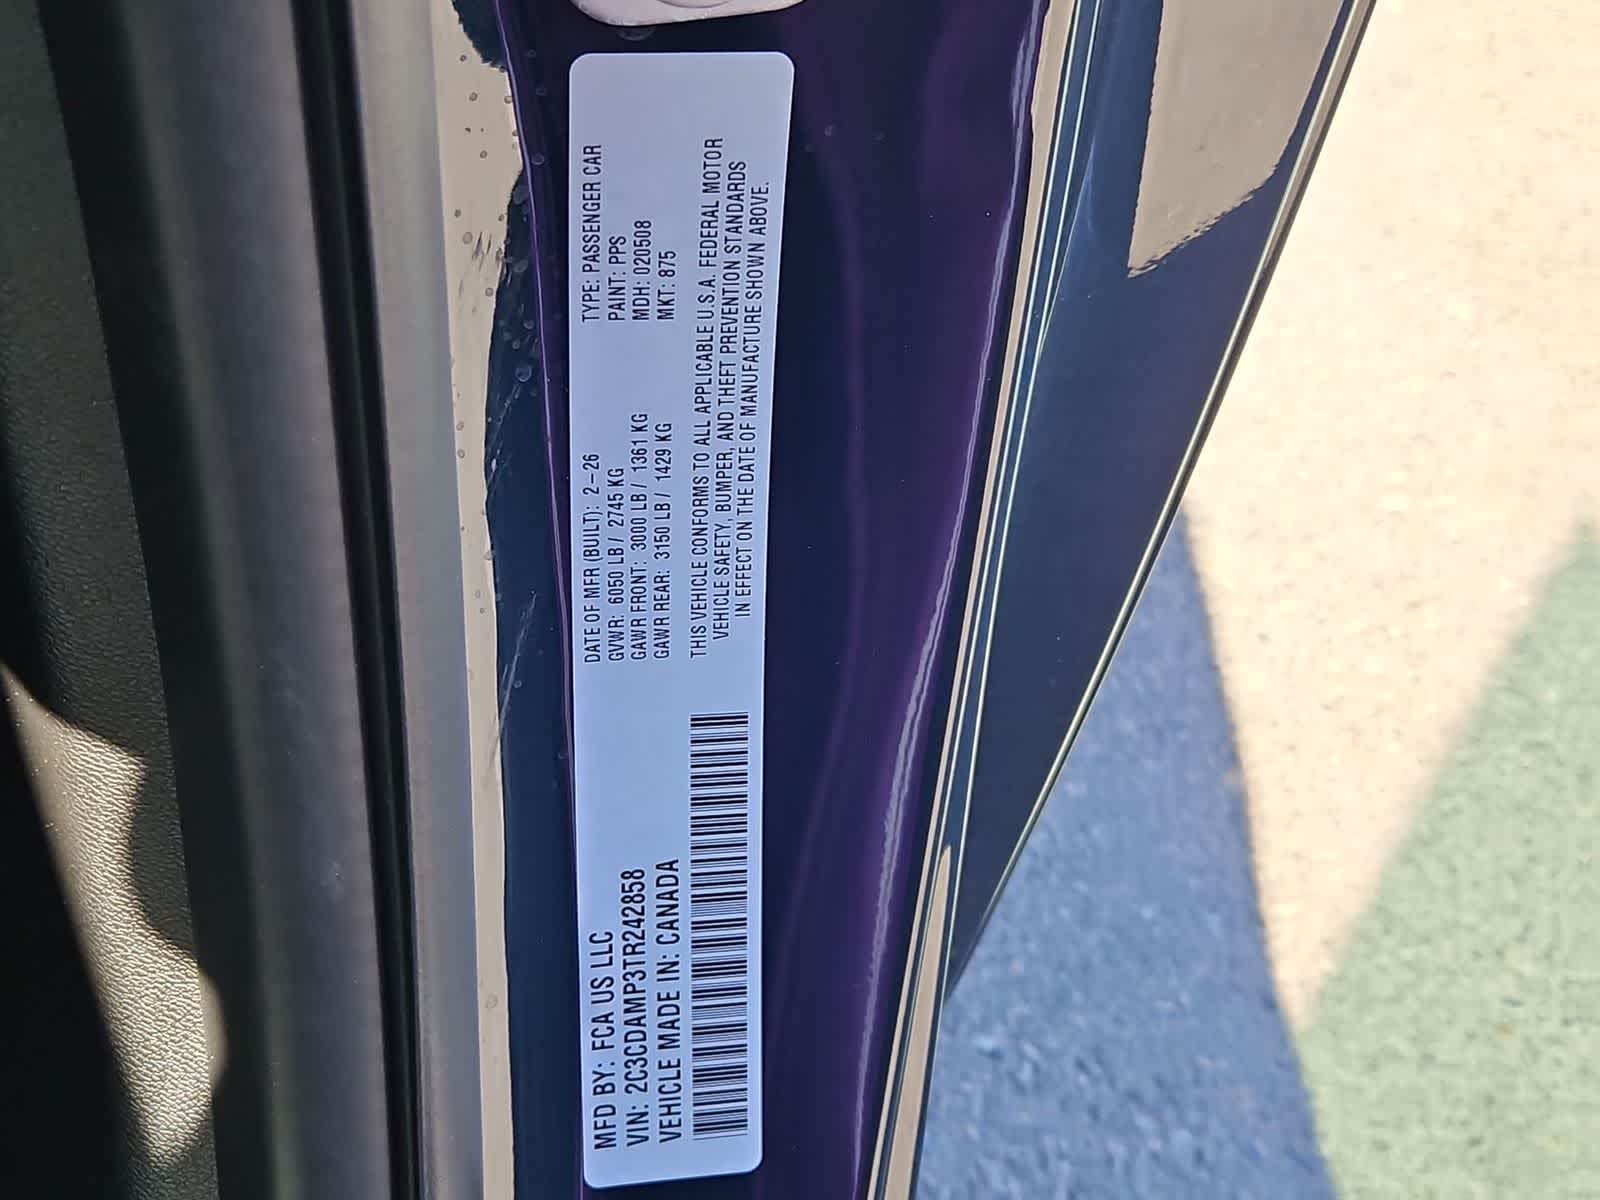 MFD BY: FCA US LLC
VIN: 2C3CDAMP3TR242858
VEHICLE MADE IN: CANADA
DATE OF MFR (BUILT): 2-26
GVWR: 6050 LB / 2745 KG
GAWR FRONT: 3000 LB / 1361 KG
GAWR REAR: 3150 LB / 1429 KG
TYPE: PASSENGER CAR
PAINT: PPS
MDH: 020508
MKT: 875
THIS VEHICLE CONFORMS TO ALL APPLICABLE U.S.A. FEDERAL MOTOR
VEHICLE SAFETY, BUMPER, AND THEFT PREVENTION STANDARDS
IN EFFECT ON THE DATE OF MANUFACTURE SHOWN ABOVE.